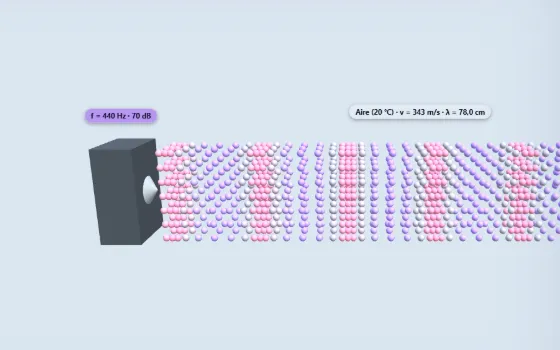 f = 440 Hz · 70 dB
Aire (20 °C) · v = 343 m/s · λ = 78,0 cm